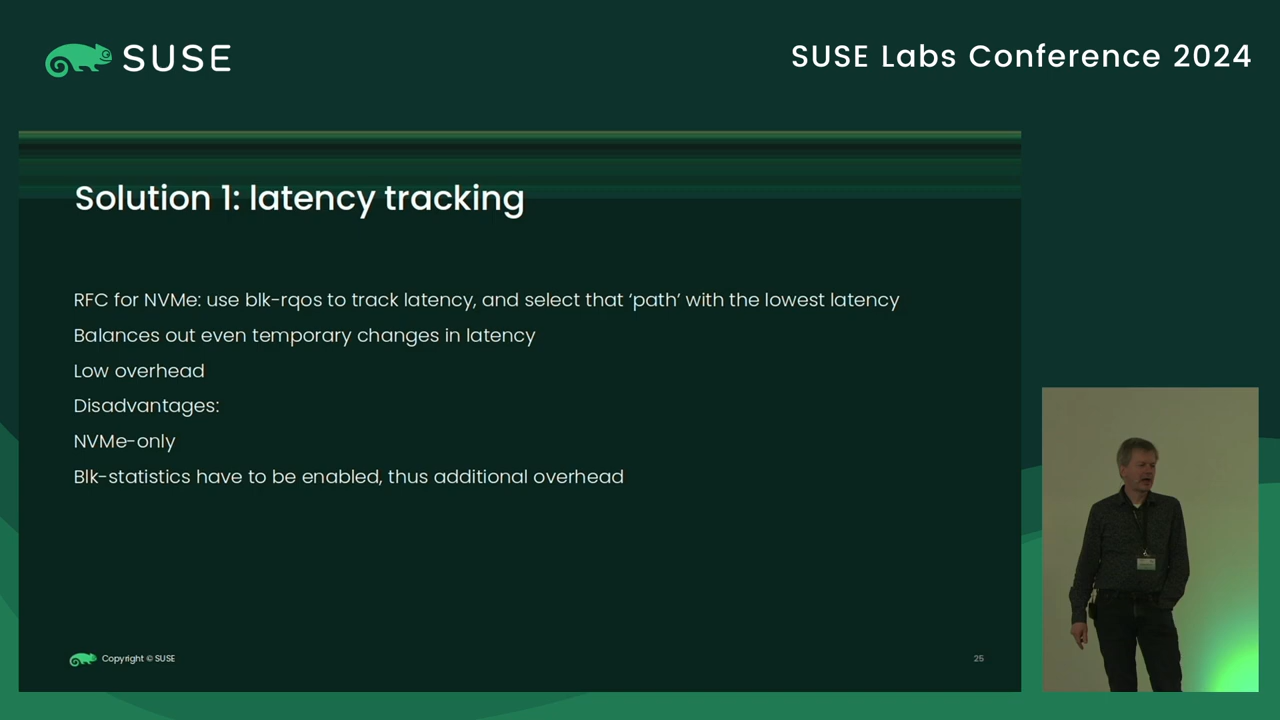 SUSE
SUSE Labs Conference 2024
Solution 1: latency tracking
RFC for NVMe: use blk-rqos to track latency, and select that ‘path’ with the lowest latency
Balances out even temporary changes in latency
Low overhead
Disadvantages:
NVMe-only
Blk-statistics have to be enabled, thus additional overhead
Copyright © SUSE
25